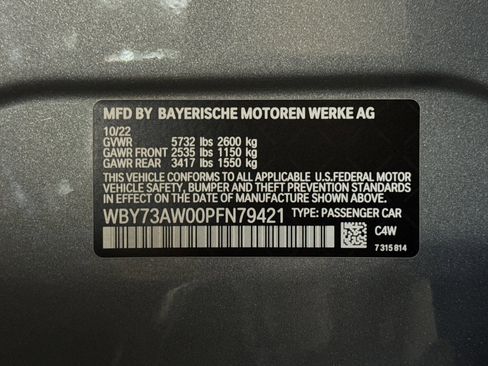 MFD BY BAYERISCHE MOTOREN WERKE AG
10/22
GVWR 5732 lbs 2600 kg
GAWR FRONT 2535 lbs 1150 kg
GAWR REAR 3417 lbs 1550 kg
THIS VEHICLE CONFORMS TO ALL APPLICABLE U.S.FEDERAL MOTOR
VEHICLE SAFETY, BUMPER AND THEFT PREVENTION STANDARDS
IN EFFECT ON THE DATE OF MANUFACTURE SHOWN ABOVE.
WBY73AW00PFN79421 TYPE: PASSENGER CAR
C4W
7 315 814